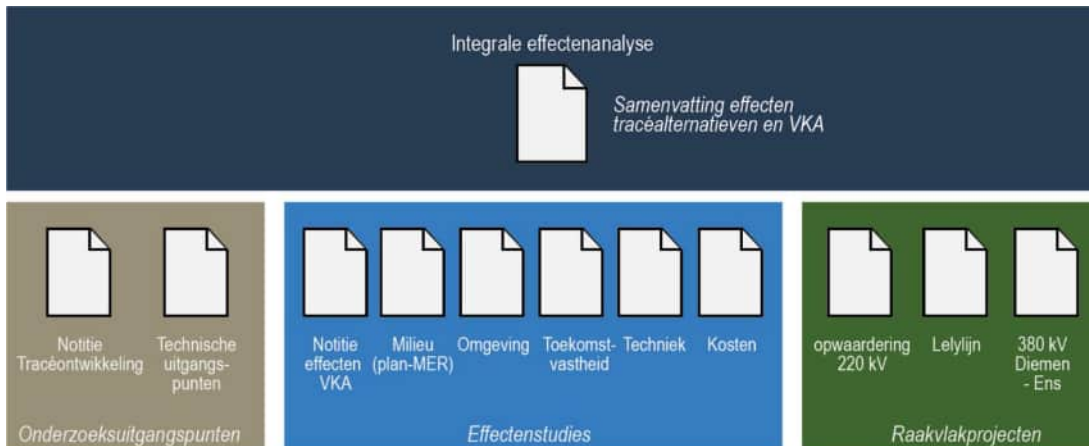 Integrale effectenanalyse
Samenvatting effecten
tracéalternatieven en VKA
Notitie
Tracéontwikkeling
Technische
uitgangs-
punten
Onderzoeksuitgangspunten
Notitie
effecten
VKA
Milieu
(plan-MER)
Omgeving
Toekomst-
vastheid
Techniek
Kosten
Effectenstudies
opwaardering
220 kV
Lelylijn
380 kV
Diemen
- Ens
Raakvlakprojecten